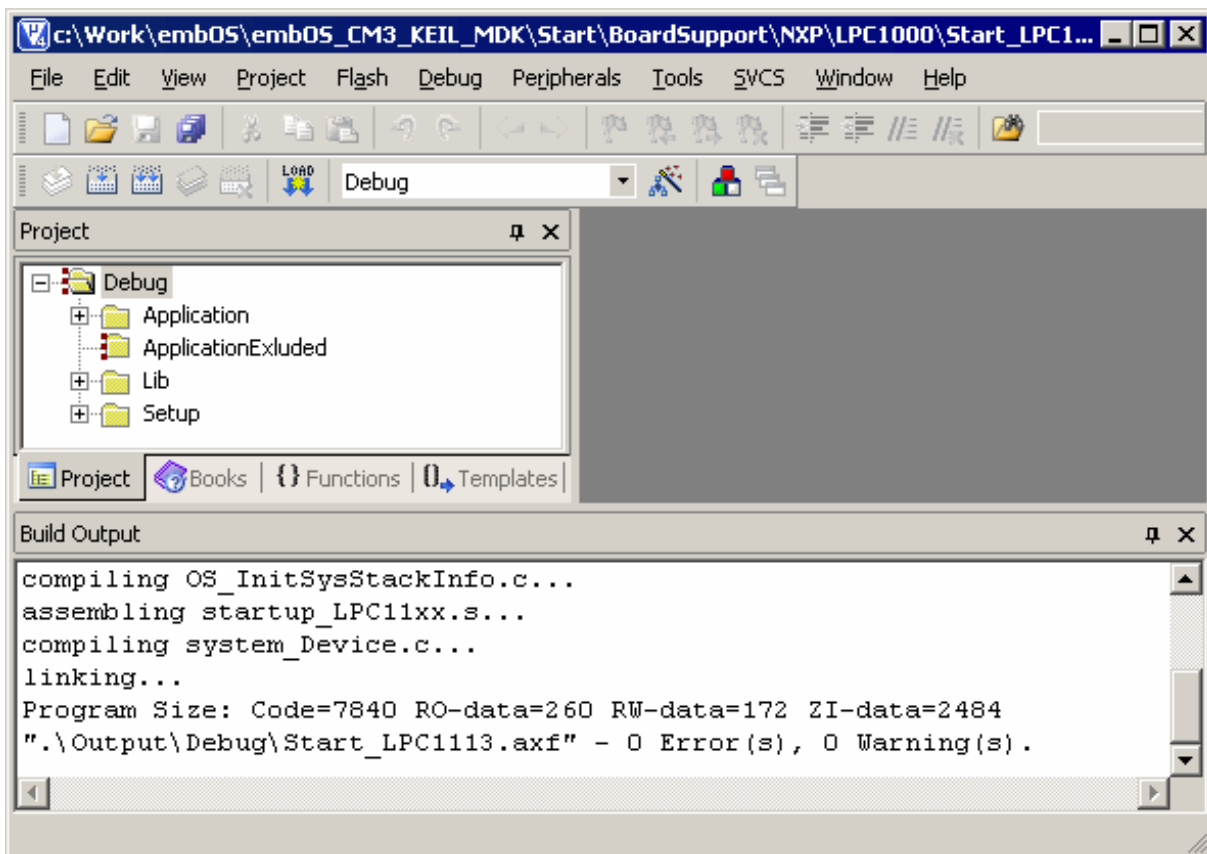 c:\Work\embOS\embOS_CM3_KEIL_MDK\Start\BoardSupport\NXP\LPC1000\Start_LPC1...
File Edit View Project Flash Debug Peripherals Tools SVCS Window Help
LOAD Debug
Project
Debug
Application
ApplicationExluded
Lib
Setup
Project Books {} Functions Templates
Build Output
compiling OS_InitSysStackInfo.c...
assembling startup_LPC11xx.s...
compiling system_Device.c...
linking...
Program Size: Code=7840 RO-data=260 RW-data=172 ZI-data=2484
".\Output\Debug\Start_LPC1113.axf" - 0 Error(s), 0 Warning(s).